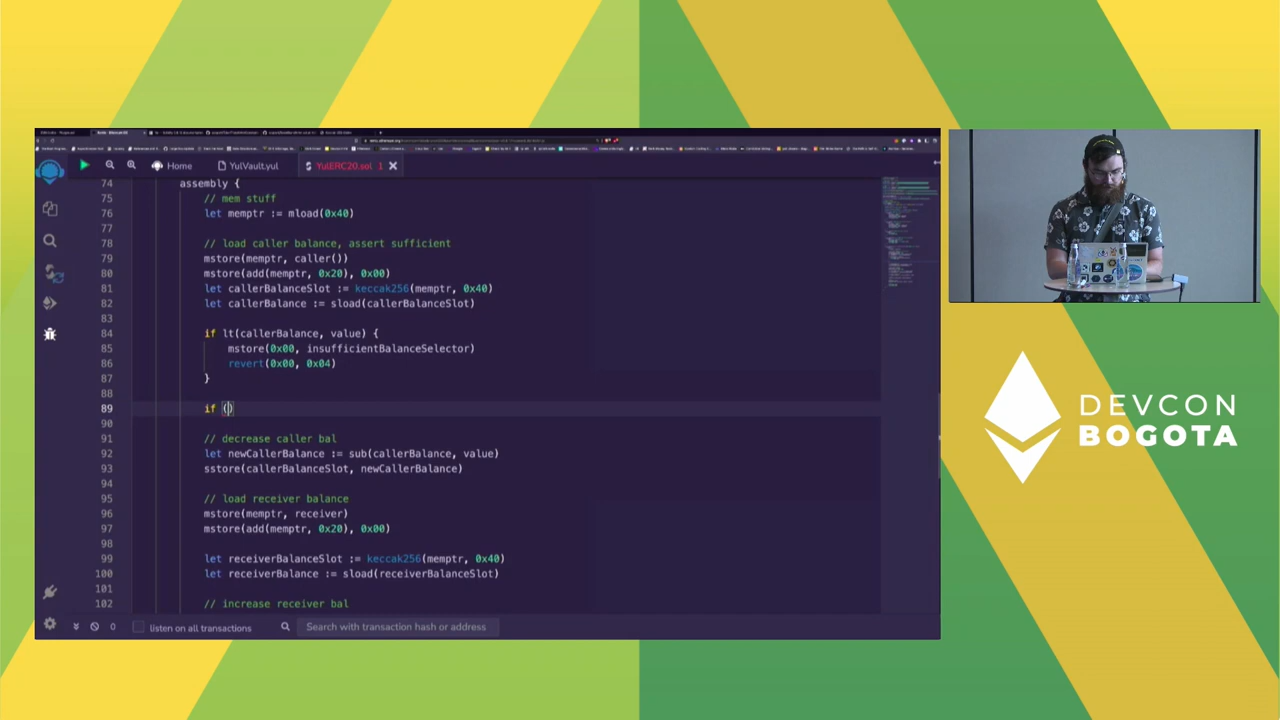 Home
YulVault.yul
YulERC20.sol 1
74 assembly {
75 // mem stuff
76 let memptr := mload(0x40)
77
78 // load caller balance, assert sufficient
79 mstore(memptr, caller())
80 mstore(add(memptr, 0x20), 0x00)
81 let callerBalanceSlot := keccak256(memptr, 0x40)
82 let callerBalance := sload(callerBalanceSlot)
83
84 if lt(callerBalance, value) {
85 mstore(0x00, insufficientBalanceSelector)
86 revert(0x00, 0x04)
87 }
88
89 if ()
90
91 // decrease caller bal
92 let newCallerBalance := sub(callerBalance, value)
93 sstore(callerBalanceSlot, newCallerBalance)
94
95 // load receiver balance
96 mstore(memptr, receiver)
97 mstore(add(memptr, 0x20), 0x00)
98
99 let receiverBalanceSlot := keccak256(memptr, 0x40)
100 let receiverBalance := sload(receiverBalanceSlot)
101
102 // increase receiver bal
0
listen on all transactions
Search with transaction hash or address
DEVCON
BOGOTA